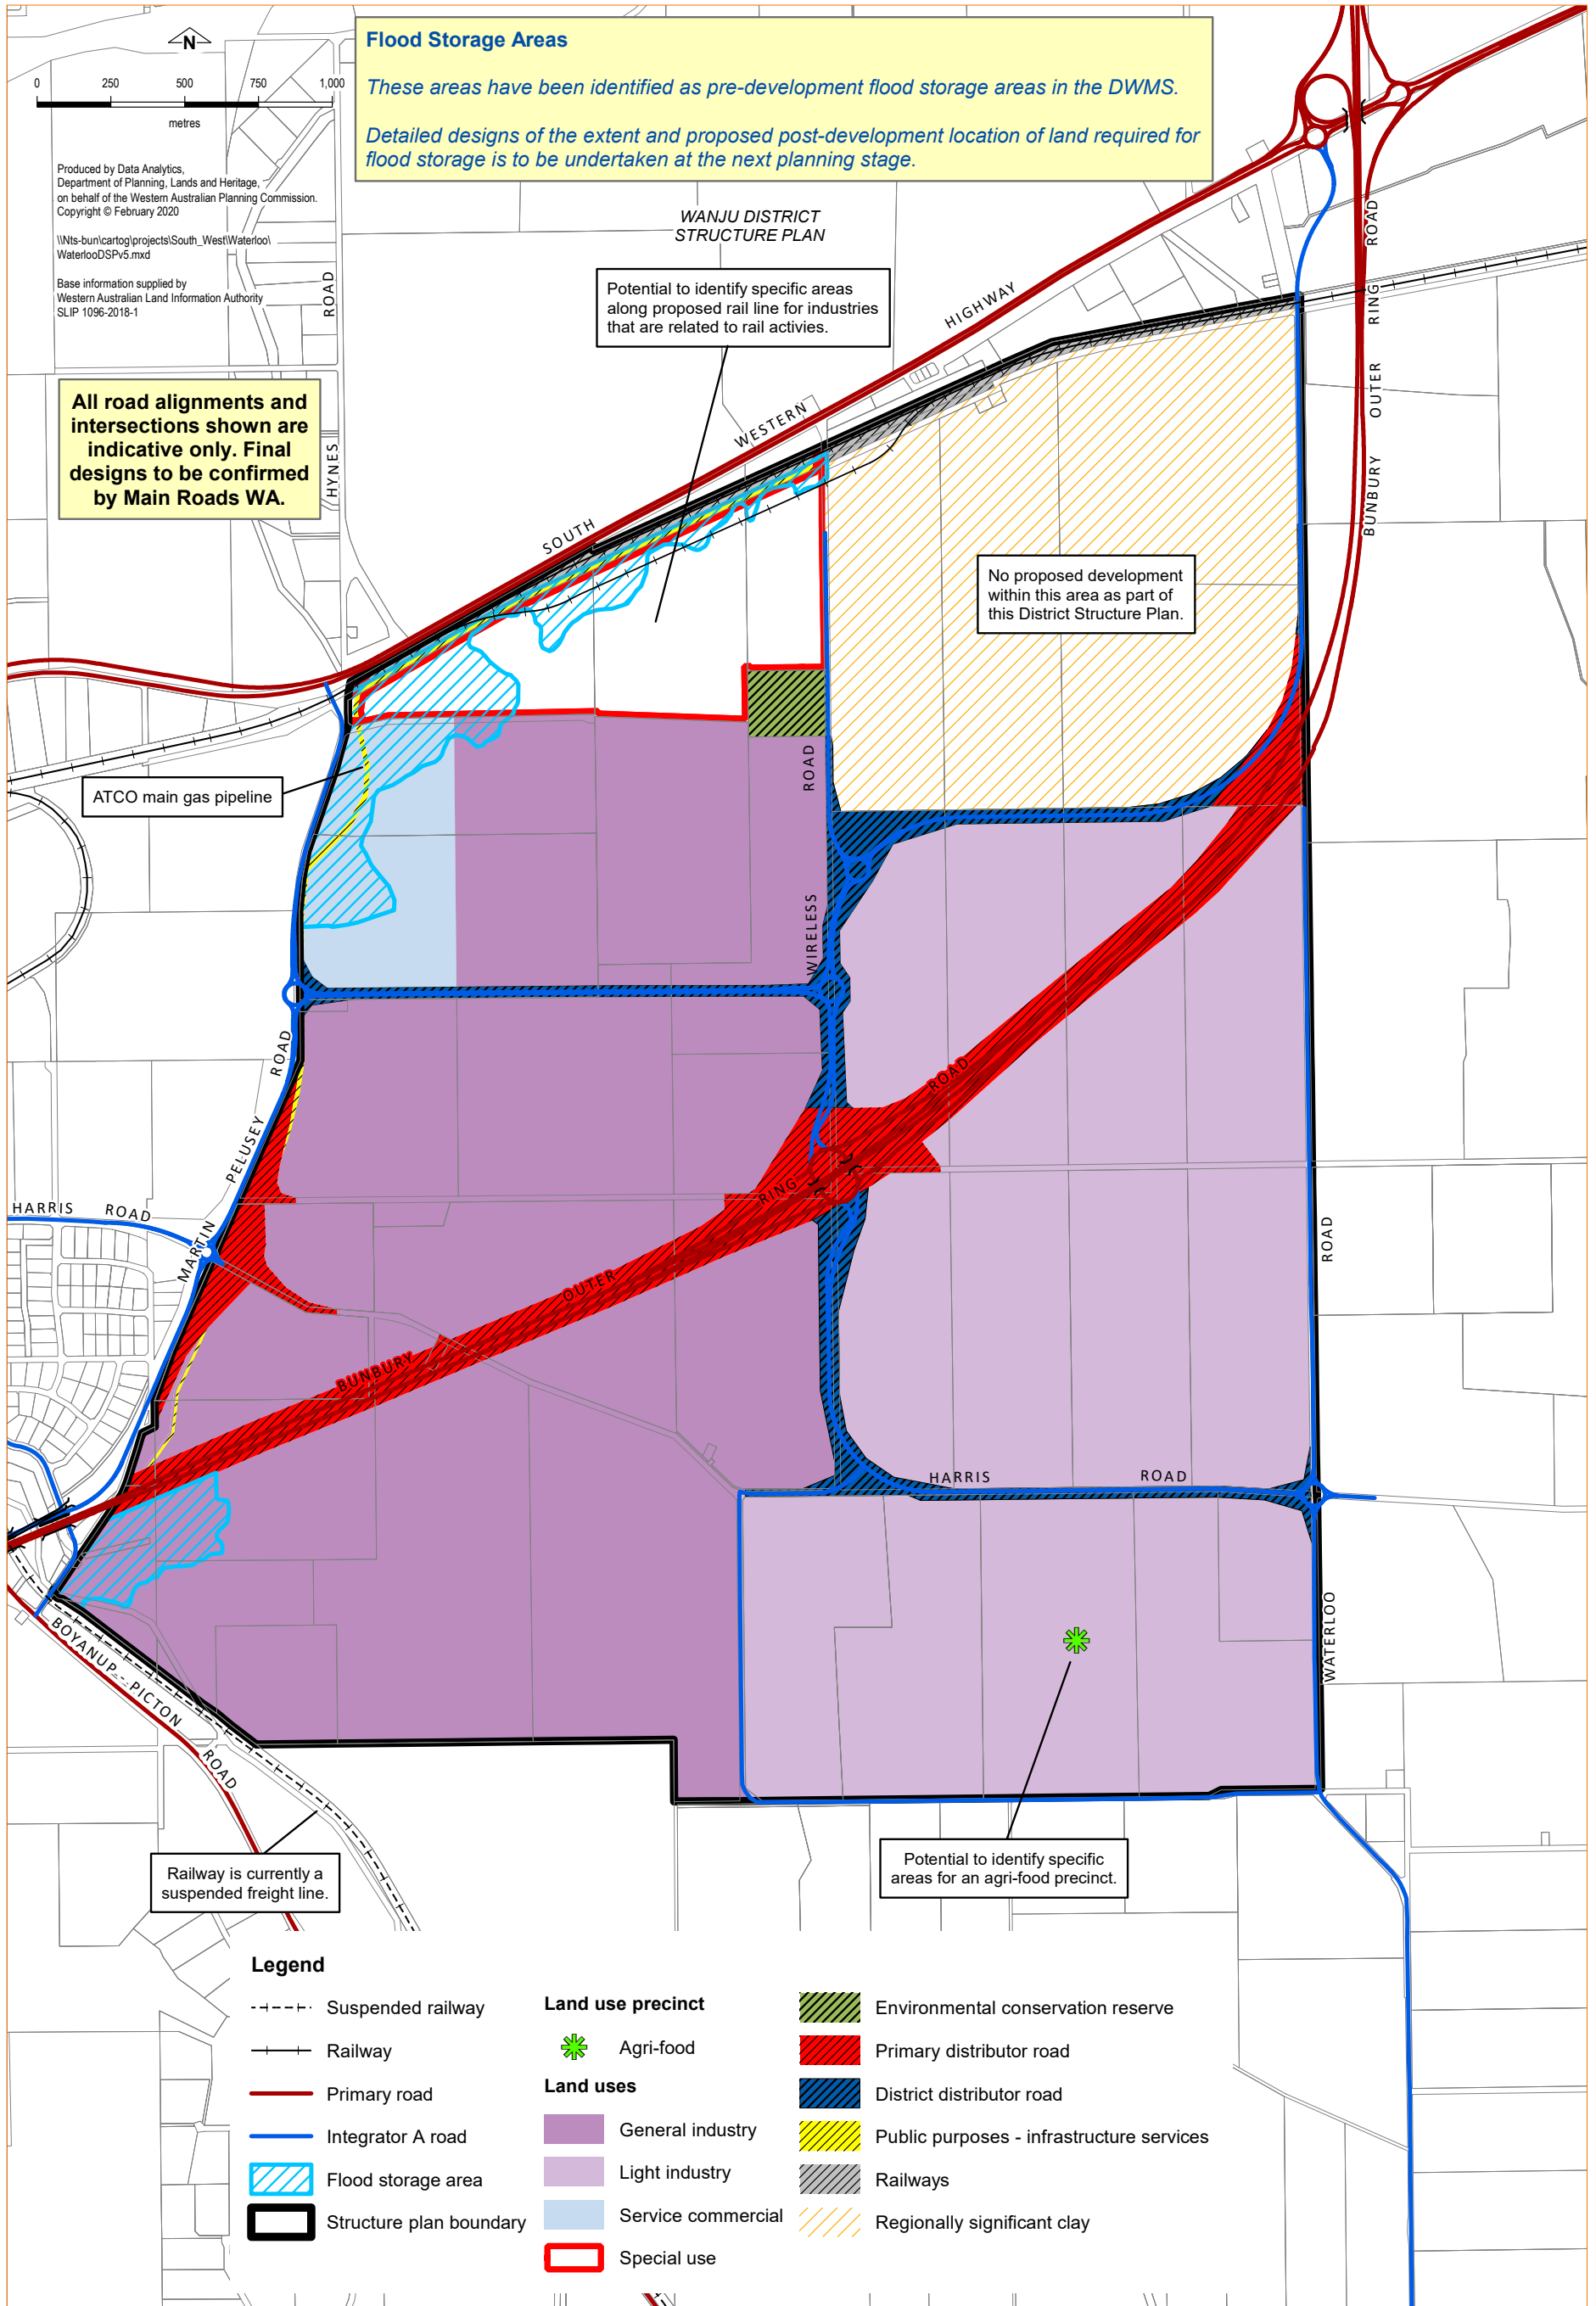 N
0 250 500 750 1,000
metres
Produced by Data Analytics,
Department of Planning, Lands and Heritage,
on behalf of the Western Australian Planning Commission.
Copyright © February 2020
\\Nts-bun\cartog\projects\South_West\Waterloo\
WaterlooDSPv5.mxd
Base information supplied by
Western Australian Land Information Authority
SLIP 1096-2018-1
Flood Storage Areas
These areas have been identified as pre-development flood storage areas in the DWMS.
Detailed designs of the extent and proposed post-development location of land required for
flood storage is to be undertaken at the next planning stage.
WANJU DISTRICT
STRUCTURE PLAN
Potential to identify specific areas
along proposed rail line for industries
that are related to rail activies.
All road alignments and
intersections shown are
indicative only. Final
designs to be confirmed
by Main Roads WA.
HYNES ROAD
SOUTH WESTERN HIGHWAY
BUNBURY OUTER RING ROAD
No proposed development
within this area as part of
this District Structure Plan.
ATCO main gas pipeline
WIRELESS ROAD
MARTIN PELUSEY ROAD
HARRIS ROAD
BUNBURY OUTER RING ROAD
HARRIS ROAD
WATERLOO ROAD
BOYANUP - PICTON ROAD
Railway is currently a
suspended freight line.
Potential to identify specific
areas for an agri-food precinct.
Legend
Suspended railway
Railway
Primary road
Integrator A road
Flood storage area
Structure plan boundary
Land use precinct
Agri-food
Land uses
General industry
Light industry
Service commercial
Special use
Environmental conservation reserve
Primary distributor road
District distributor road
Public purposes - infrastructure services
Railways
Regionally significant clay